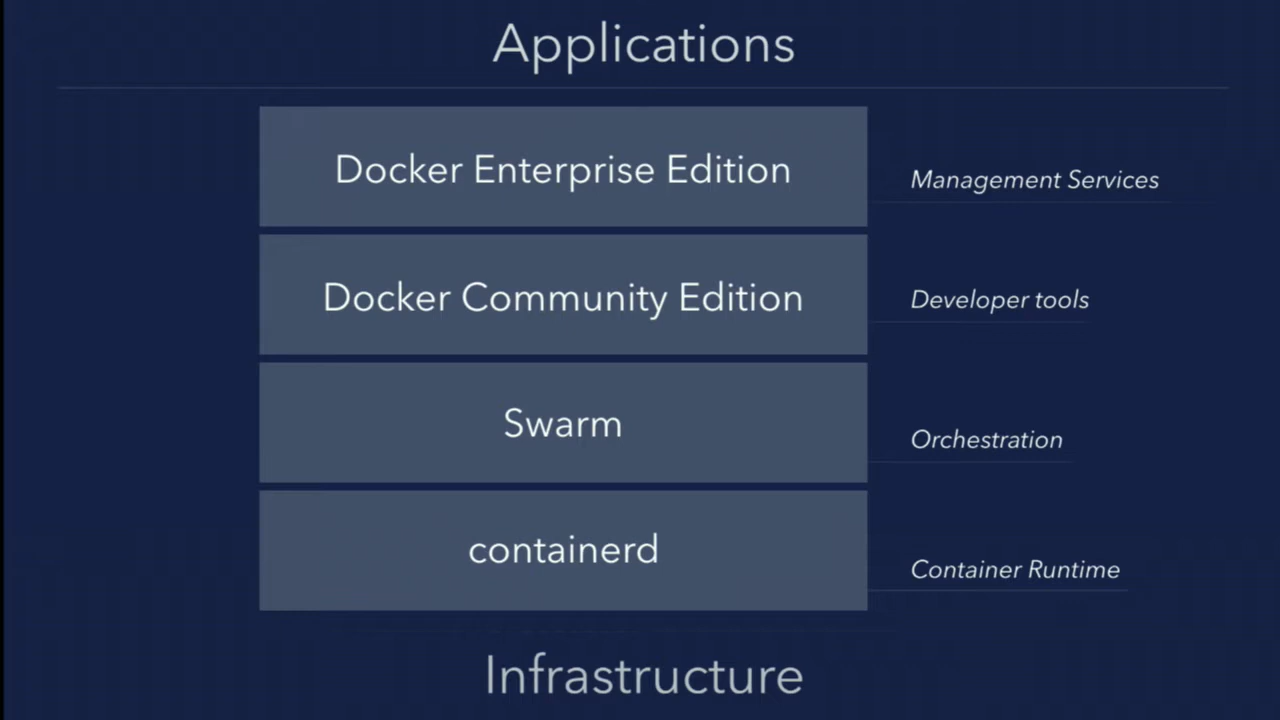 Applications
Docker Enterprise Edition
Management Services
Docker Community Edition
Developer tools
Swarm
Orchestration
containerd
Container Runtime
Infrastructure